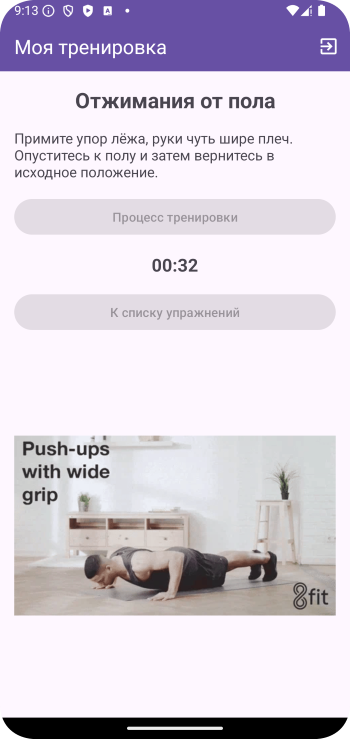 9:13
Моя тренировка
Отжимания от пола
Примите упор лёжа, руки чуть шире плеч.
Опуститесь к полу и затем вернитесь в
исходное положение.
Процесс тренировки
00:32
К списку упражнений
Push-ups
with wide
grip
8fit